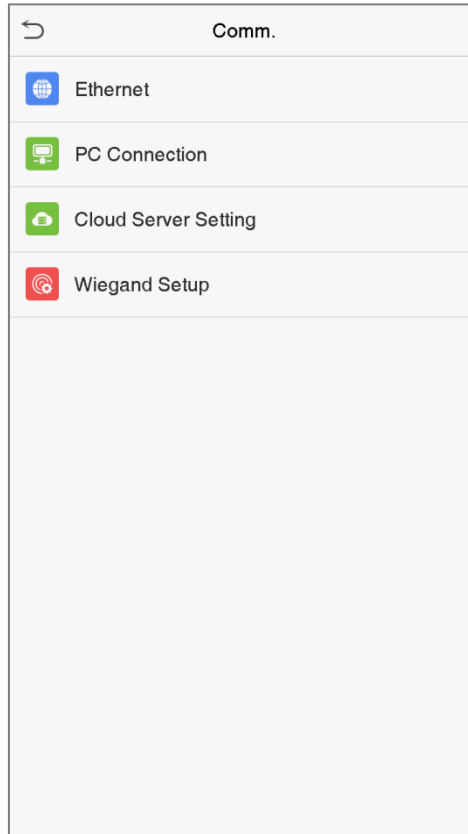 Comm.
Ethernet
PC Connection
Cloud Server Setting
Wiegand Setup